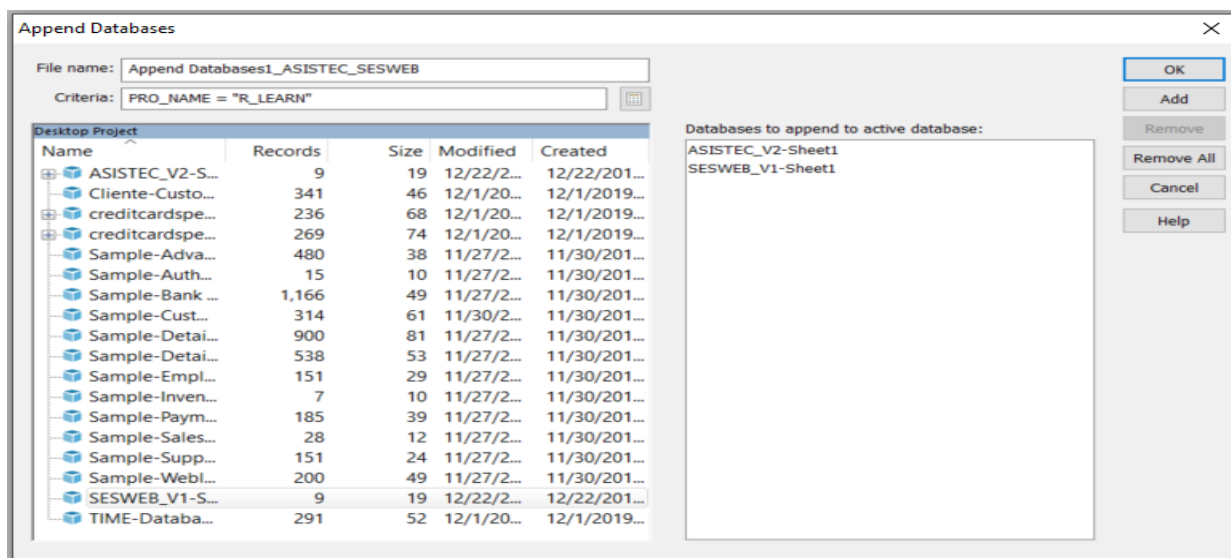 Append Databases
File name: Append Databases1_ASISTEC_SESWEB
Criteria: PRO_NAME = "R_LEARN"
OK
Add
Remove
Remove All
Cancel
Help
Desktop Project
Name Records Size Modified Created
ASISTEC_V2-S... 9 19 12/22/2... 12/22/201...
Cliente-Custo... 341 46 12/1/20... 12/1/2019...
creditcardspe... 236 68 12/1/20... 12/1/2019...
creditcardspe... 269 74 12/1/20... 12/1/2019...
Sample-Adva... 480 38 11/27/2... 11/30/201...
Sample-Auth... 15 10 11/27/2... 11/30/201...
Sample-Bank ... 1,166 49 11/27/2... 11/30/201...
Sample-Cust... 314 61 11/30/2... 11/30/201...
Sample-Detai... 900 81 11/27/2... 11/30/201...
Sample-Detai... 538 53 11/27/2... 11/30/201...
Sample-Empl... 151 29 11/27/2... 11/30/201...
Sample-Inven... 7 10 11/27/2... 11/30/201...
Sample-Paym... 185 39 11/27/2... 11/30/201...
Sample-Sales... 28 12 11/27/2... 11/30/201...
Sample-Supp... 151 24 11/27/2... 11/30/201...
Sample-Webl... 200 49 11/27/2... 11/30/201...
SESWEB_V1-S... 9 19 12/22/2... 12/22/201...
TIME-Databa... 291 52 12/1/20... 12/1/2019...
Databases to append to active database:
ASISTEC_V2-Sheet1
SESWEB_V1-Sheet1